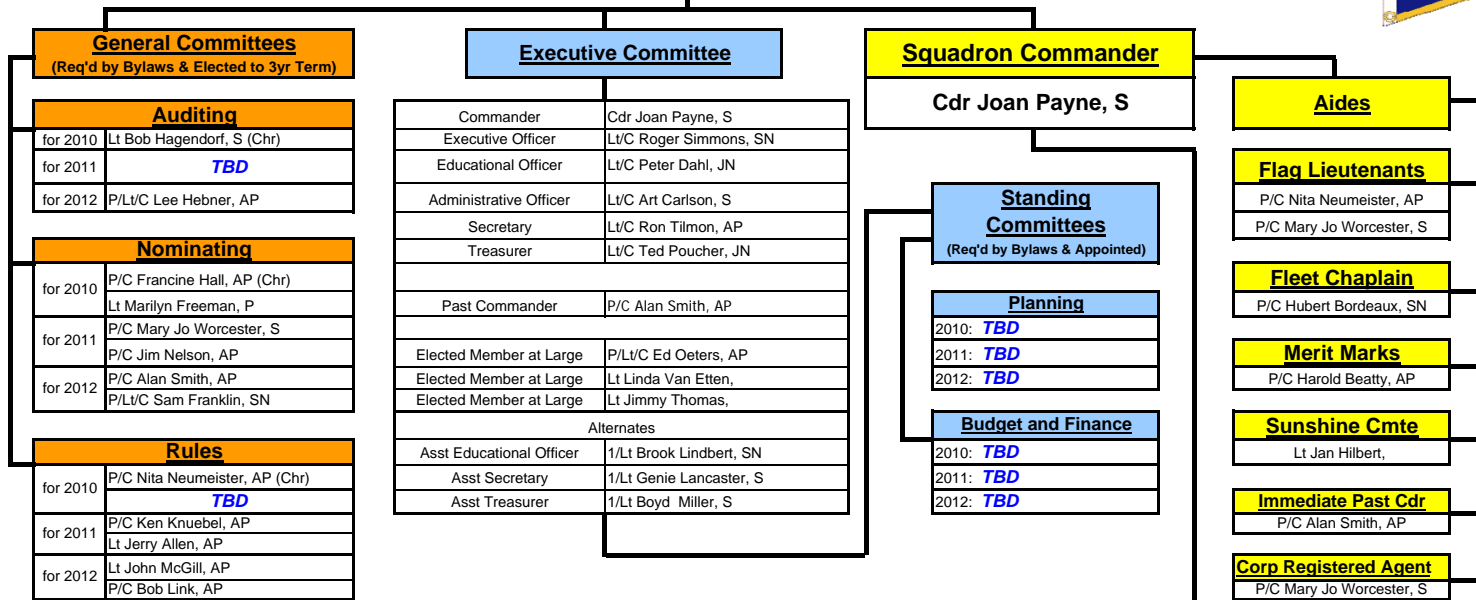 General Committees
(Req'd by Bylaws & Elected to 3yr Term)
Auditing
for 2010 Lt Bob Hagendorf, S (Chr)
for 2011 TBD
for 2012 P/Lt/C Lee Hebner, AP
Nominating
for 2010
P/C Francine Hall, AP (Chr)
Lt Marilyn Freeman, P
for 2011
P/C Mary Jo Worcester, S
P/C Jim Nelson, AP
for 2012
P/C Alan Smith, AP
P/Lt/C Sam Franklin, SN
Rules
for 2010
P/C Nita Neumeister, AP (Chr)
TBD
for 2011
P/C Ken Knuebel, AP
Lt Jerry Allen, AP
for 2012
Lt John McGill, AP
P/C Bob Link, AP
Executive Committee
Commander Cdr Joan Payne, S
Executive Officer Lt/C Roger Simmons, SN
Educational Officer Lt/C Peter Dahl, JN
Administrative Officer Lt/C Art Carlson, S
Secretary Lt/C Ron Tilmon, AP
Treasurer Lt/C Ted Poucher, JN
Past Commander P/C Alan Smith, AP
Elected Member at Large P/Lt/C Ed Oeters, AP
Elected Member at Large Lt Linda Van Etten,
Elected Member at Large Lt Jimmy Thomas,
Alternates
Asst Educational Officer 1/Lt Brook Lindbert, SN
Asst Secretary 1/Lt Genie Lancaster, S
Asst Treasurer 1/Lt Boyd Miller, S
Squadron Commander
Cdr Joan Payne, S
Standing
Committees
(Req'd by Bylaws & Appointed)
Planning
2010: TBD
2011: TBD
2012: TBD
Budget and Finance
2010: TBD
2011: TBD
2012: TBD
Aides
Flag Lieutenants
P/C Nita Neumeister, AP
P/C Mary Jo Worcester, S
Fleet Chaplain
P/C Hubert Bordeaux, SN
Merit Marks
P/C Harold Beatty, AP
Sunshine Cmte
Lt Jan Hilbert,
Immediate Past Cdr
P/C Alan Smith, AP
Corp Registered Agent
P/C Mary Jo Worcester, S